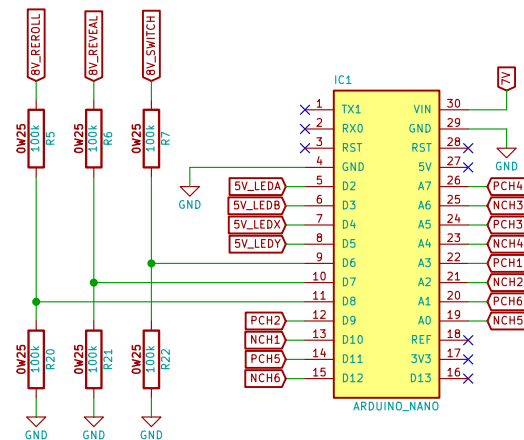 8V_REROLL
8V_REVEAL
8V_SWITCH
0W25
100k
R5
0W25
100k
R6
0W25
100k
R7
IC1
7V
1 TX1 VIN 30
2 RX0 GND 29
3 RST RST 28
4 GND 5V 27
GND
GND
5V_LEDA 5 D2 A7 26 PCH4
5V_LEDB 6 D3 A6 25 NCH3
5V_LEDX 7 D4 A5 24 PCH3
5V_LEDY 8 D5 A4 23 NCH4
9 D6 A3 22 PCH1
10 D7 A2 21 NCH2
11 D8 A1 20 PCH6
PCH2 12 D9 A0 19 NCH5
NCH1 13 D10 REF 18
PCH5 14 D11 3V3 17
NCH6 15 D12 D13 16
ARDUINO_NANO
0W25
100k
R20
0W25
100k
R21
0W25
100k
R22
GND
GND
GND